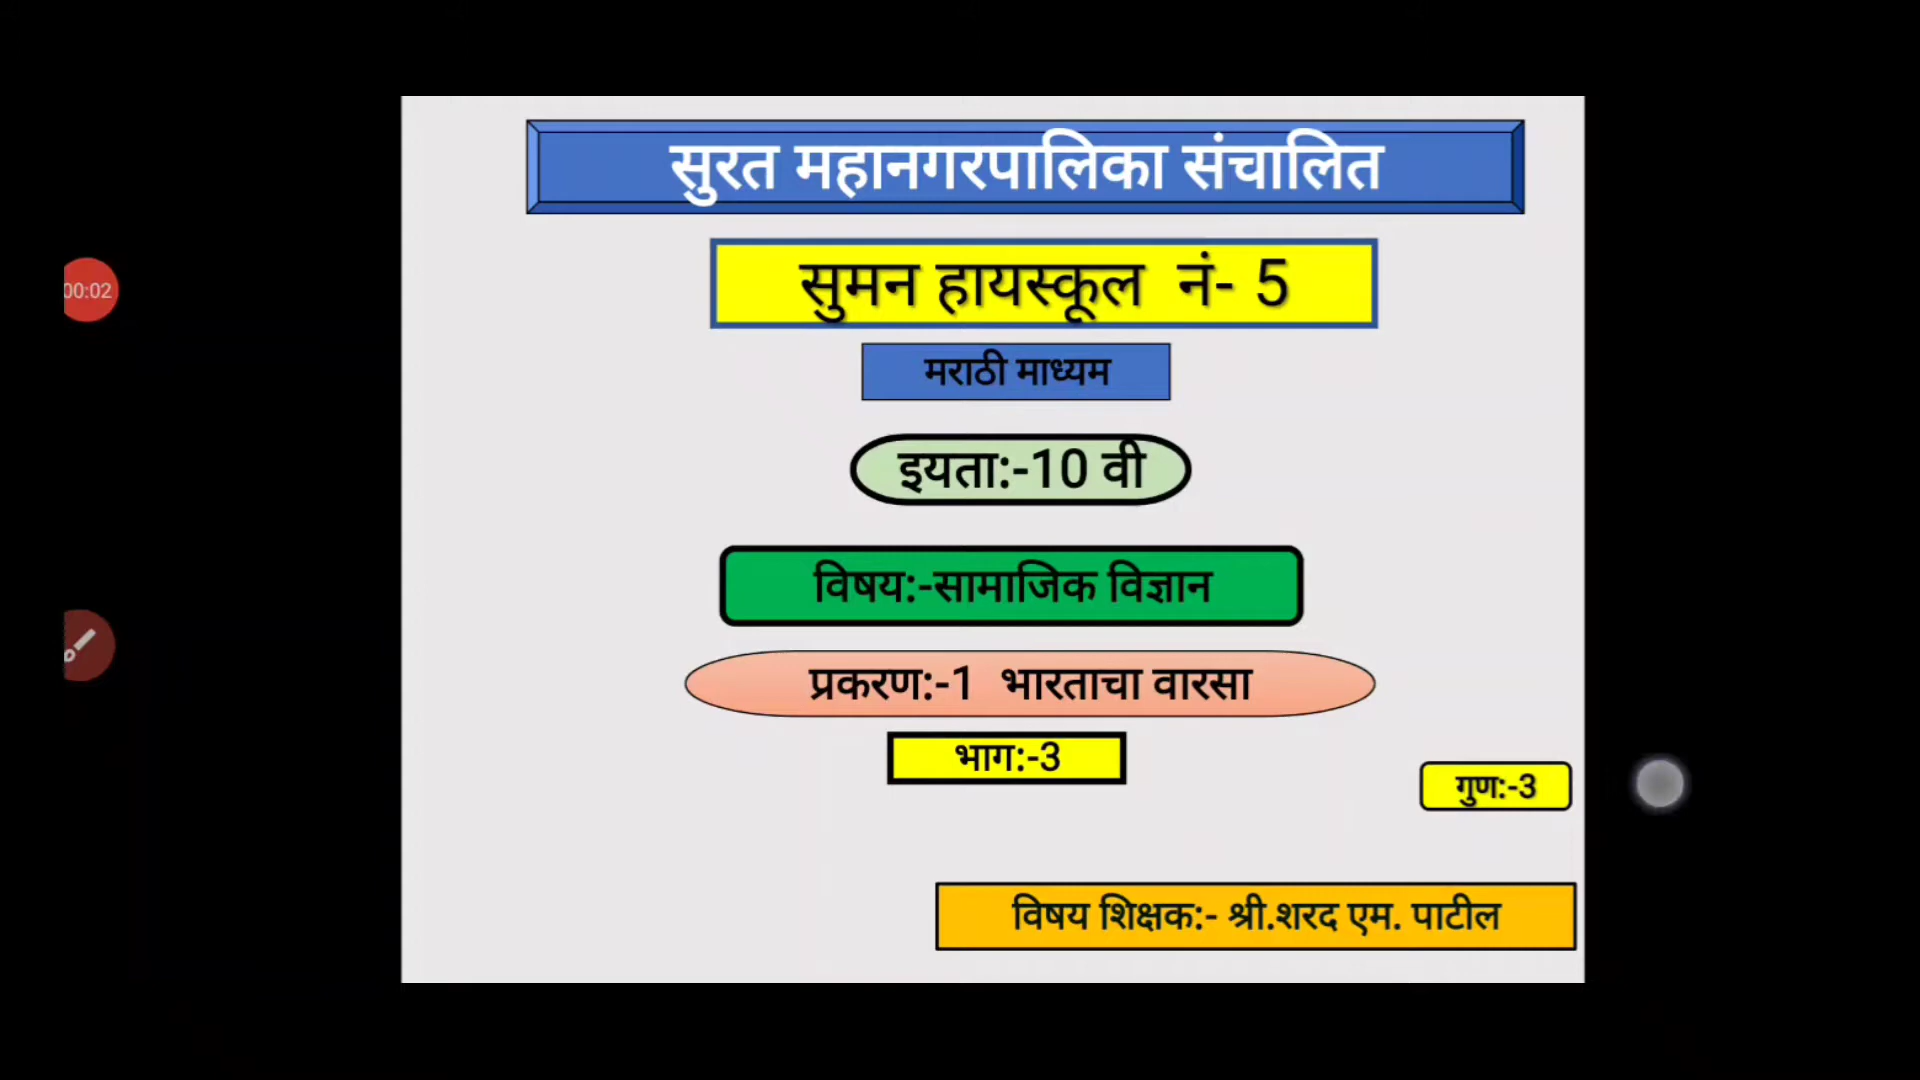 सुरत महानगरपालिका संचालित
सुमन हायस्कूल नं- 5
मराठी माध्यम
00:02
इयता:-10 वी
विषय:-सामाजिक विज्ञान
प्रकरण:-1 भारताचा वारसा
भाग:-3
गुण:-3
विषय शिक्षक:- श्री.शरद एम. पाटील